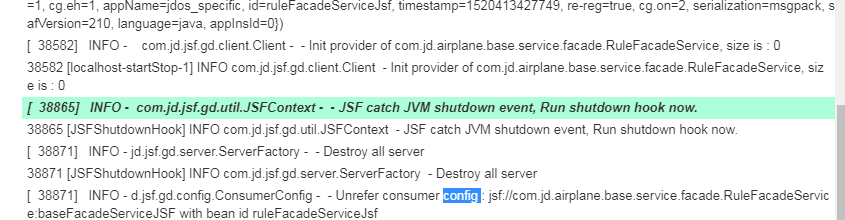 =1, cg.eh=1, appName=jdos_specific, id=ruleFacadeServiceJsf, timestamp=1520413427749, re-reg=true, cg.on=2, serialization=msgpack, s
afVersion=210, language=java, appInsId=0})
[  38582]   INFO -    com.jd.jsf.gd.client.Client -  - Init provider of com.jd.airplane.base.service.facade.RuleFacadeService, size is : 0
38582 [localhost-startStop-1] INFO com.jd.jsf.gd.client.Client  - Init provider of com.jd.airplane.base.service.facade.RuleFacadeService, siz
e is : 0
[  38865]   INFO -  com.jd.jsf.gd.util.JSFContext -  - JSF catch JVM shutdown event, Run shutdown hook now.
38865 [JSFShutdownHook] INFO com.jd.jsf.gd.util.JSFContext  - JSF catch JVM shutdown event, Run shutdown hook now.
[  38871]   INFO - jd.jsf.gd.server.ServerFactory -  - Destroy all server
38871 [JSFShutdownHook] INFO com.jd.jsf.gd.server.ServerFactory  - Destroy all server
[  38871]   INFO - d.jsf.gd.config.ConsumerConfig -  - Unrefer consumer config : jsf://com.jd.airplane.base.service.facade.RuleFacadeServic
e:baseFacadeServiceJSF with bean id ruleFacadeServiceJsf